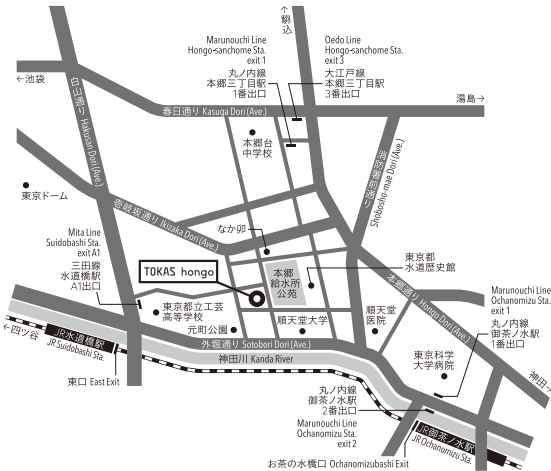 ↑駒込
Marunouchi Line
Hongo-sanchome Sta.
exit 1
丸ノ内線
本郷三丁目駅
1番出口
Oedo Line
Hongo-sanchome Sta.
exit 3
大江戸線
本郷三丁目駅
3番出口
←池袋
湯島→
白山通り Hakusan Dori (Ave.)
春日通り Kasuga Dori (Ave.)
本郷台
中学校
消防署前通り
Shobosho-mae Dori (Ave.)
東京ドーム
壱岐坂通り Ikizaka Dori (Ave.)
なか卯
Mita Line
Suidobashi Sta.
exit A1
三田線
水道橋駅
A1出口
TOKAS hongo
本郷
給水所
公苑
東京都
水道歴史館
本郷通り Hongo Dori (Ave.)
Marunouchi Line
Ochanomizu Sta.
exit 1
丸ノ内線
御茶ノ水駅
1番出口
東京都立工芸
高等学校
元町公園
順天堂大学
順天堂
医院
東京科学
大学病院
←四ツ谷
JR水道橋駅
JR Suidobashi Sta.
外堀通り Sotobori Dori (Ave.)
神田川 Kanda River
神田→
東口 East Exit
丸ノ内線
御茶ノ水駅
2番出口
Marunouchi Line
Ochanomizu Sta.
exit 2
JR御茶ノ水駅
JR Ochanomizu Sta.
お茶の水橋口 Ochanomizubashi Exit